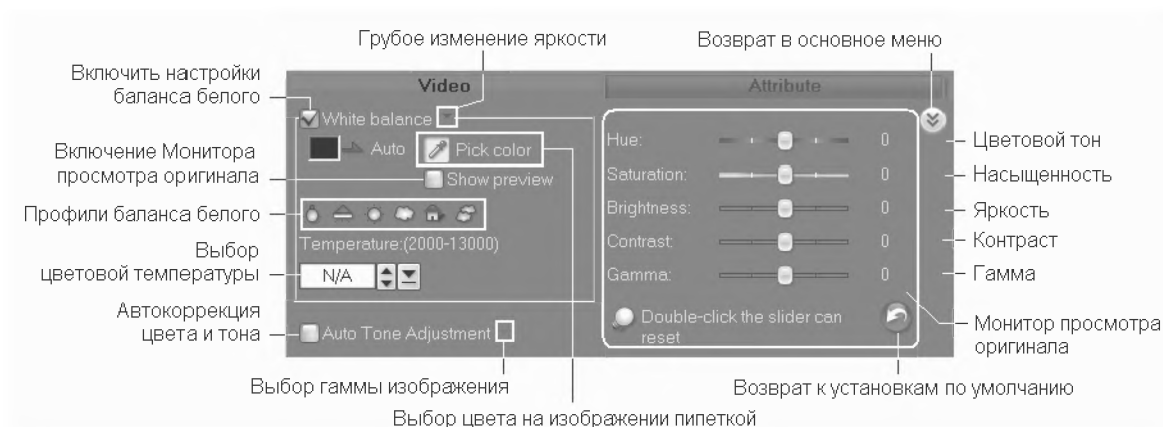 Грубое изменение яркости
Возврат в основное меню
Включить настройки
баланса белого
Video
Attribute
White balance
Auto
Pick color
Включение Монитора
просмотра оригинала
Show preview
Профили баланса белого
Temperature:(2000-13000)
Выбор
цветовой температуры
N/A
Автокоррекция
цвета и тона
Auto Tone Adjustment
Hue: 0
Saturation: 0
Brightness: 0
Contrast: 0
Gamma: 0
Double-click the slider can
reset
Цветовой тон
Насыщенность
Яркость
Контраст
Гамма
Монитор просмотра
оригинала
Выбор гаммы изображения
Возврат к установкам по умолчанию
Выбор цвета на изображении пипеткой